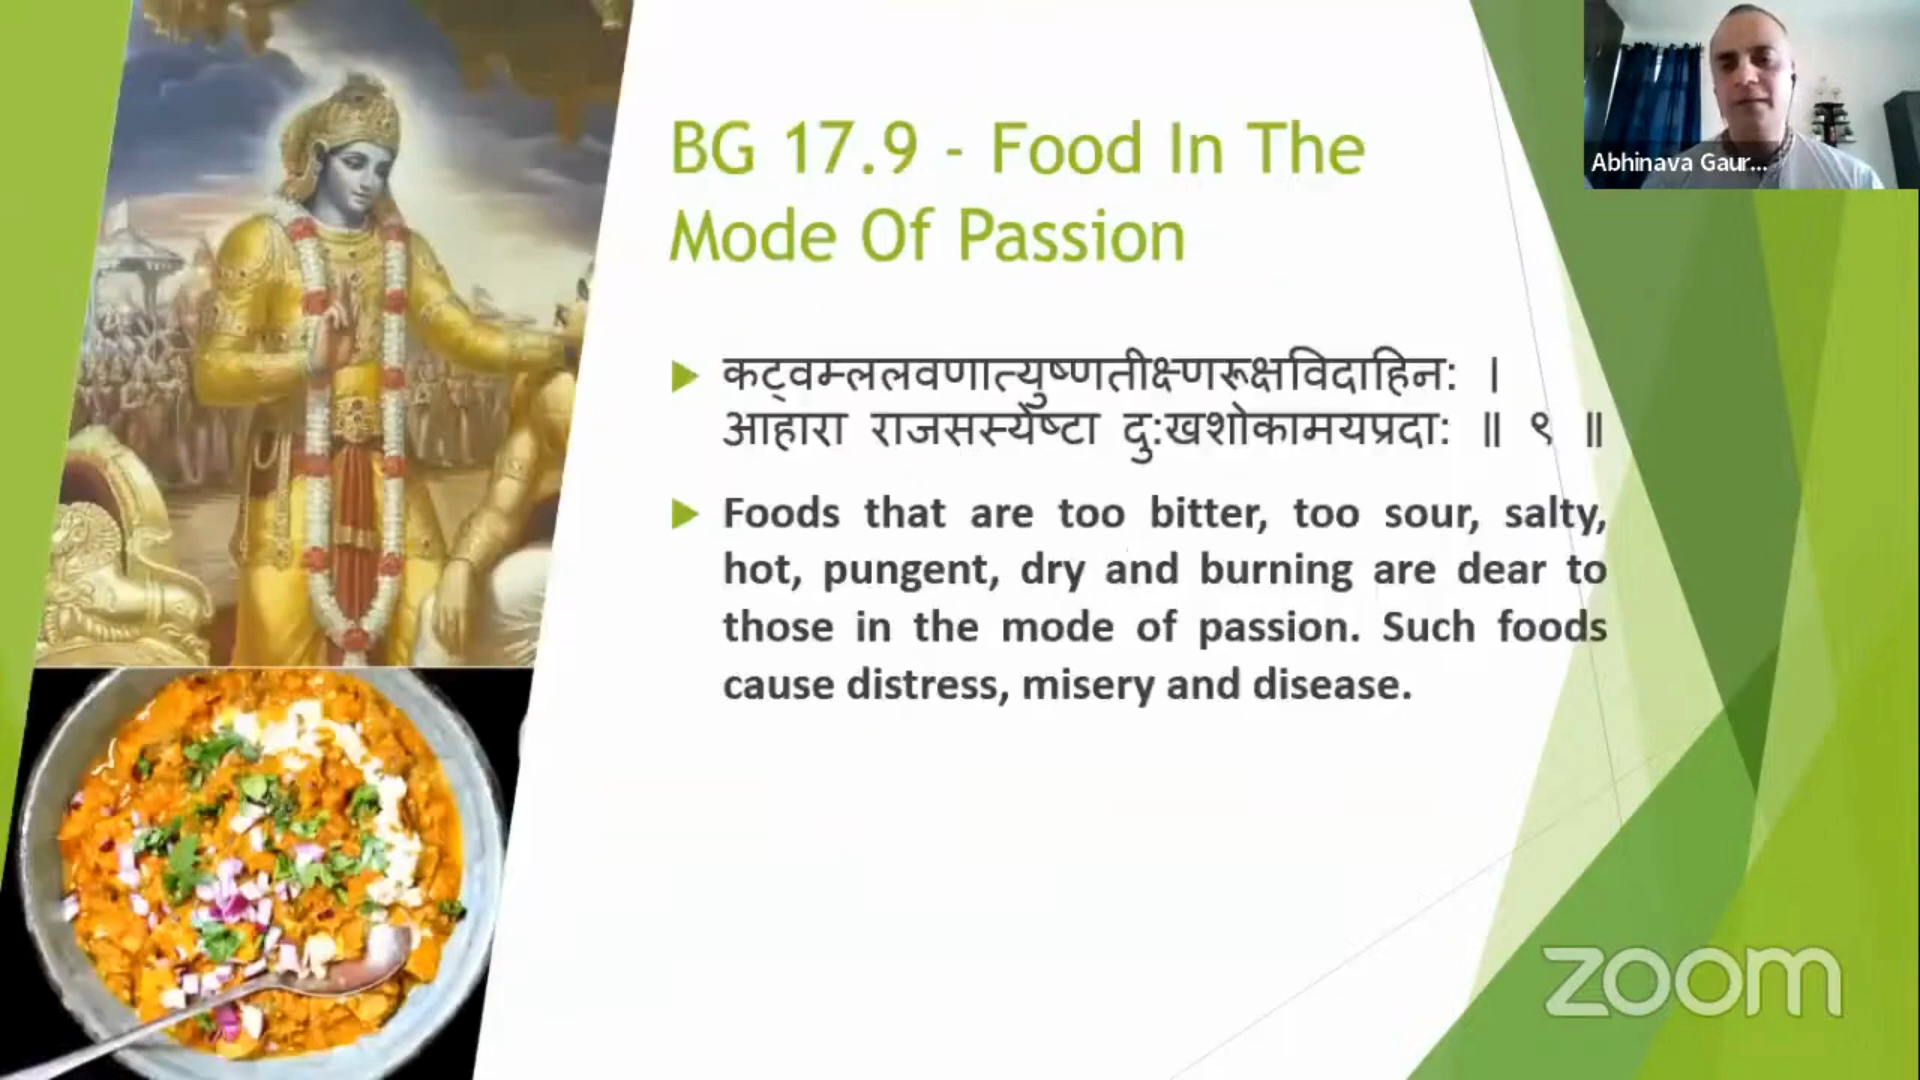 BG 17.9 - Food In The
Mode Of Passion
कट्वम्ललवणात्युष्णतीक्ष्णरूक्षविदाहिन: ।
आहारा राजसस्येष्टा दु:खशोकामयप्रदा: ॥ ९ ॥
Foods that are too bitter, too sour, salty,
hot, pungent, dry and burning are dear to
those in the mode of passion. Such foods
cause distress, misery and disease.
Abhinava Gaur...
zoom